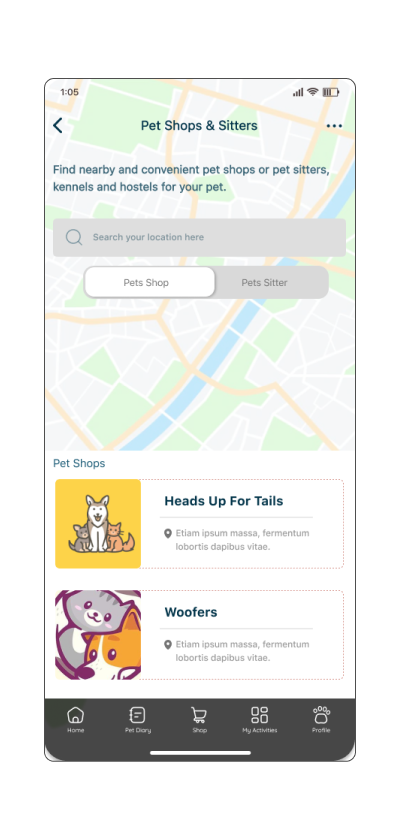 1:05
Pet Shops & Sitters
Find nearby and convenient pet shops or pet sitters,
kennels and hostels for your pet.
Search your location here
Pets Shop
Pets Sitter
Pet Shops
Heads Up For Tails
Etiam ipsum massa, fermentum
lobortis dapibus vitae.
Woofers
Etiam ipsum massa, fermentum
lobortis dapibus vitae.
Home
Pet Diary
Shop
My Activities
Profile